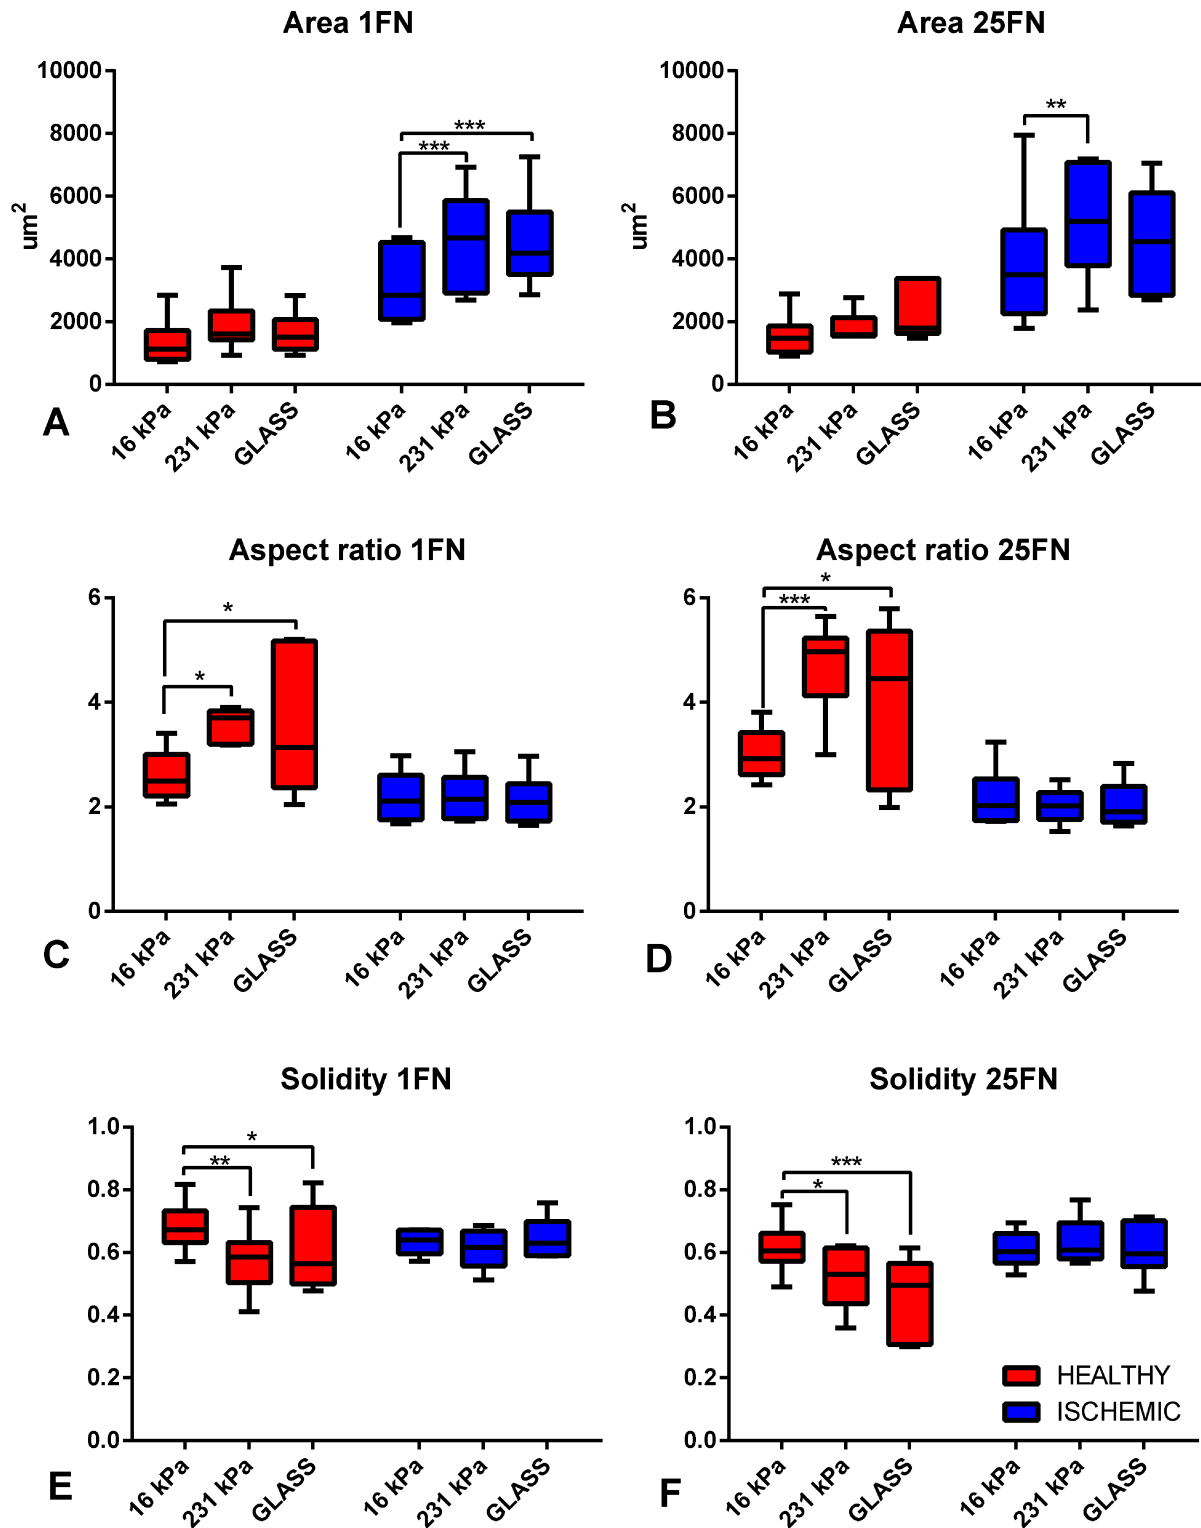 Area 1FN
10000
8000
6000
4000
2000
0
um2
***
***
16 kPa
231 kPa
GLASS
16 kPa
231 kPa
GLASS
A
Area 25FN
10000
8000
6000
4000
2000
0
um2
**
16 kPa
231 kPa
GLASS
16 kPa
231 kPa
GLASS
B
Aspect ratio 1FN
6
4
2
0
*
*
16 kPa
231 kPa
GLASS
16 kPa
231 kPa
GLASS
C
Aspect ratio 25FN
6
4
2
0
*
***
16 kPa
231 kPa
GLASS
16 kPa
231 kPa
GLASS
D
Solidity 1FN
1.0
0.8
0.6
0.4
0.2
0.0
*
**
16 kPa
231 kPa
GLASS
16 kPa
231 kPa
GLASS
E
Solidity 25FN
1.0
0.8
0.6
0.4
0.2
0.0
***
*
HEALTHY
ISCHEMIC
16 kPa
231 kPa
GLASS
16 kPa
231 kPa
GLASS
F